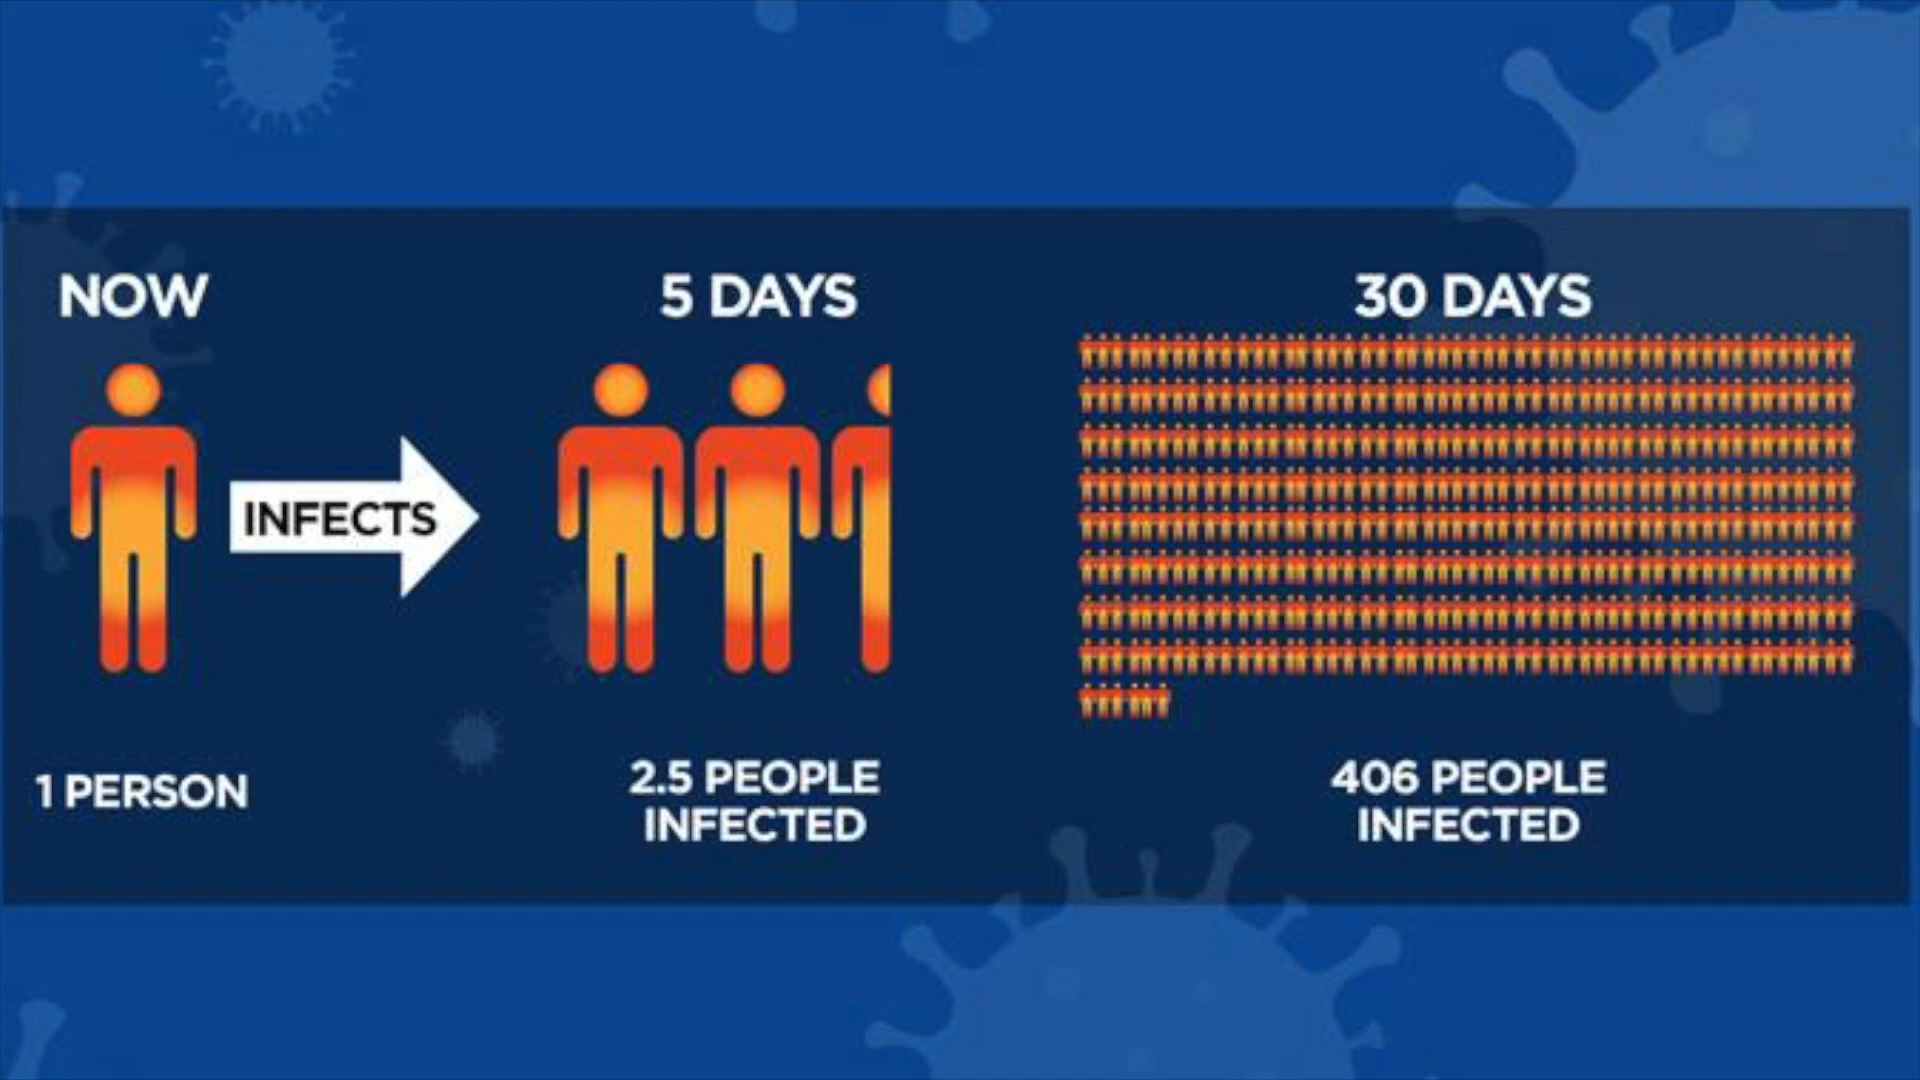 NOW
1 PERSON
INFECTS
5 DAYS
2.5 PEOPLE
INFECTED
30 DAYS
406 PEOPLE
INFECTED